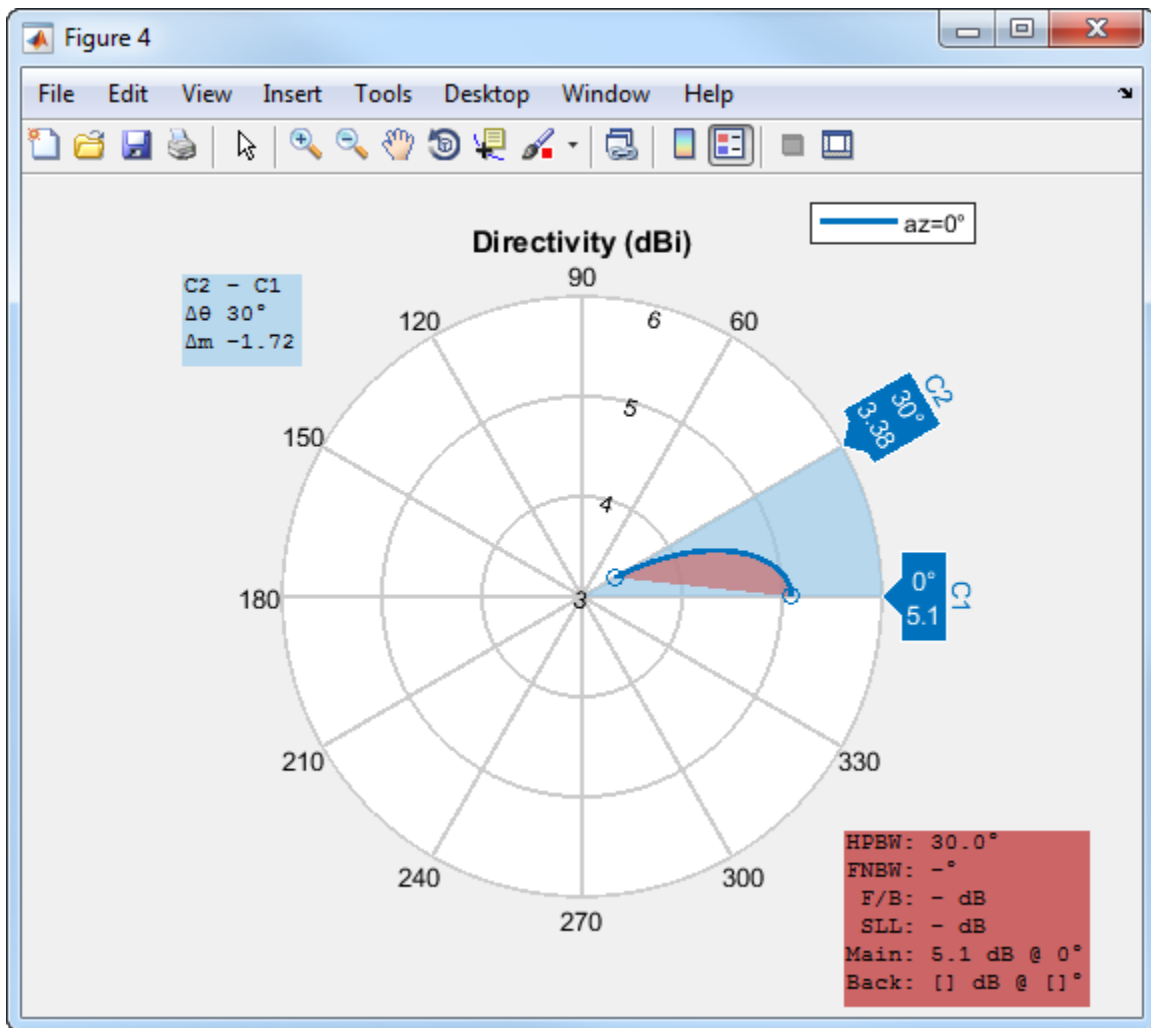 Figure 4
File Edit View Insert Tools Desktop Window Help
az=0°
Directivity (dBi)
C2 - C1
Δθ 30°
Δm -1.72
90
120
6
60
5
C2
30°
3.38
150
4
180
3
0°
5.1
C1
210
330
240
300
270
HPBW: 30.0°
FNBW: -°
F/B: - dB
SLL: - dB
Main: 5.1 dB @ 0°
Back: [] dB @ []°